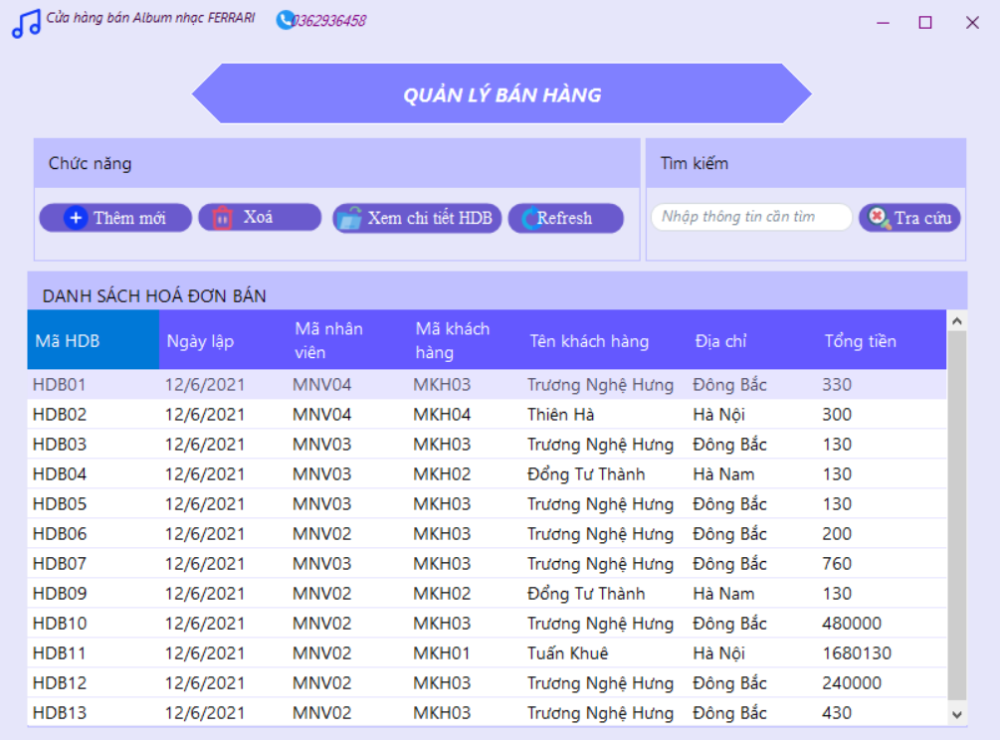 Cửa hàng bán Album nhạc FERRARI 0362936458
QUẢN LÝ BÁN HÀNG
Chức năng
Thêm mới Xoá Xem chi tiết HDB Refresh
Tìm kiếm
Nhập thông tin cần tìm Tra cứu
DANH SÁCH HOÁ ĐƠN BÁN
Mã HDB Ngày lập Mã nhân viên Mã khách hàng Tên khách hàng Địa chỉ Tổng tiền
HDB01 12/6/2021 MNV04 MKH03 Trương Nghệ Hưng Đông Bắc 330
HDB02 12/6/2021 MNV04 MKH04 Thiên Hà Hà Nội 300
HDB03 12/6/2021 MNV03 MKH03 Trương Nghệ Hưng Đông Bắc 130
HDB04 12/6/2021 MNV03 MKH02 Đổng Tư Thành Hà Nam 130
HDB05 12/6/2021 MNV03 MKH03 Trương Nghệ Hưng Đông Bắc 130
HDB06 12/6/2021 MNV02 MKH03 Trương Nghệ Hưng Đông Bắc 200
HDB07 12/6/2021 MNV03 MKH03 Trương Nghệ Hưng Đông Bắc 760
HDB09 12/6/2021 MNV02 MKH02 Đổng Tư Thành Hà Nam 130
HDB10 12/6/2021 MNV02 MKH03 Trương Nghệ Hưng Đông Bắc 480000
HDB11 12/6/2021 MNV02 MKH01 Tuấn Khuê Hà Nội 1680130
HDB12 12/6/2021 MNV02 MKH03 Trương Nghệ Hưng Đông Bắc 240000
HDB13 12/6/2021 MNV02 MKH03 Trương Nghệ Hưng Đông Bắc 430